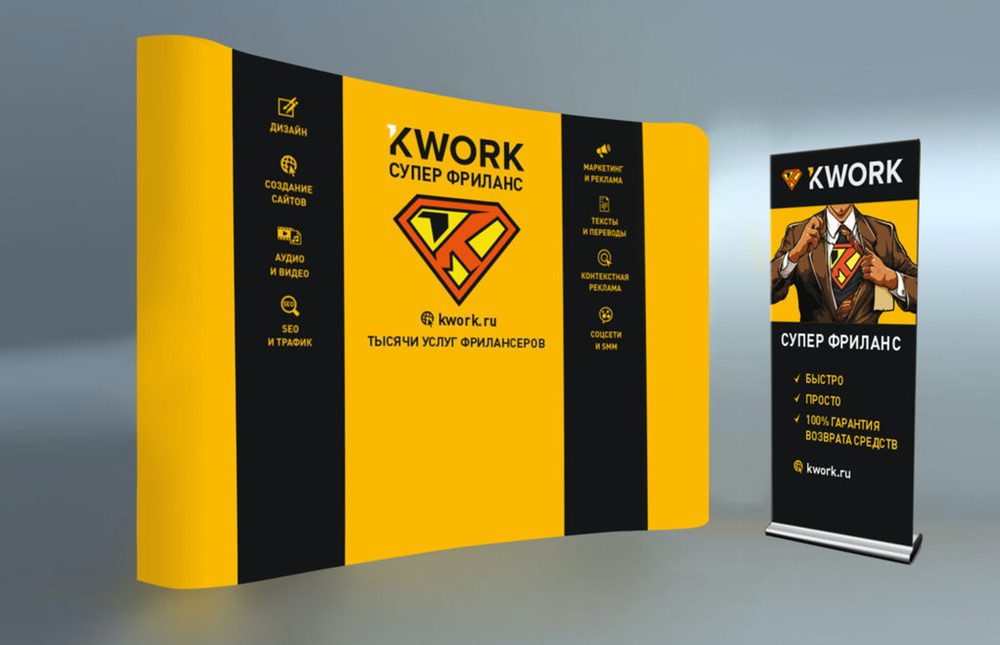 ДИЗАЙН
СОЗДАНИЕ
САЙТОВ
АУДИО
И ВИДЕО
SEO
SEO
И ТРАФИК
KWORK
СУПЕР ФРИЛАНС
K
kwork.ru
ТЫСЯЧИ УСЛУГ ФРИЛАНСЕРОВ
МАРКЕТИНГ
И РЕКЛАМА
ТЕКСТЫ
И ПЕРЕВОДЫ
КОНТЕКСТНАЯ
РЕКЛАМА
СОЦСЕТИ
И SMM
KWORK
K
СУПЕР ФРИЛАНС
БЫСТРО
ПРОСТО
100% ГАРАНТИЯ
ВОЗВРАТА СРЕДСТВ
kwork.ru